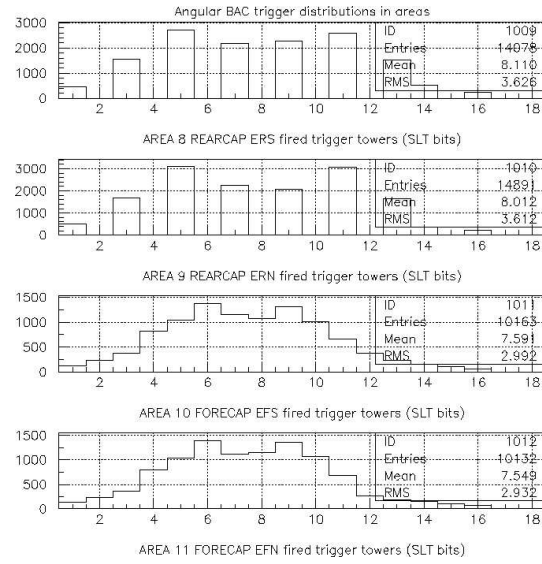 Angular BAC trigger distributions in areas
3000
2000
1000
0
ID 1009
Entries 14078
Mean 8.110
RMS 3.626
2 4 6 8 10 12 14 16 18
AREA 8 REARCAP ERS fired trigger towers (SLT bits)
3000
2000
1000
0
ID 1010
Entries 14891
Mean 8.012
RMS 3.612
2 4 6 8 10 12 14 16 18
AREA 9 REARCAP ERN fired trigger towers (SLT bits)
1500
1000
500
0
ID 1011
Entries 10163
Mean 7.591
RMS 2.992
2 4 6 8 10 12 14 16 18
AREA 10 FORECAP EFS fired trigger towers (SLT bits)
1500
1000
500
0
ID 1012
Entries 10132
Mean 7.549
RMS 2.932
2 4 6 8 10 12 14 16 18
AREA 11 FORECAP EFN fired trigger towers (SLT bits)